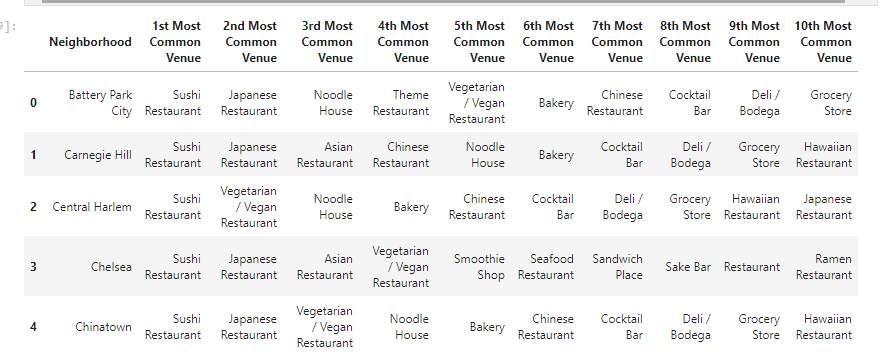 9]:
Neighborhood 1st Most Common Venue 2nd Most Common Venue 3rd Most Common Venue 4th Most Common Venue 5th Most Common Venue 6th Most Common Venue 7th Most Common Venue 8th Most Common Venue 9th Most Common Venue 10th Most Common Venue
0 Battery Park City Sushi Restaurant Japanese Restaurant Noodle House Theme Restaurant Vegetarian / Vegan Restaurant Bakery Chinese Restaurant Cocktail Bar Deli / Bodega Grocery Store
1 Carnegie Hill Sushi Restaurant Japanese Restaurant Asian Restaurant Chinese Restaurant Noodle House Bakery Cocktail Bar Deli / Bodega Grocery Store Hawaiian Restaurant
2 Central Harlem Sushi Restaurant Vegetarian / Vegan Restaurant Noodle House Bakery Chinese Restaurant Cocktail Bar Deli / Bodega Grocery Store Hawaiian Restaurant Japanese Restaurant
3 Chelsea Sushi Restaurant Japanese Restaurant Asian Restaurant Vegetarian / Vegan Restaurant Smoothie Shop Seafood Restaurant Sandwich Place Sake Bar Restaurant Ramen Restaurant
4 Chinatown Sushi Restaurant Japanese Restaurant Vegetarian / Vegan Restaurant Noodle House Bakery Chinese Restaurant Cocktail Bar Deli / Bodega Grocery Store Hawaiian Restaurant